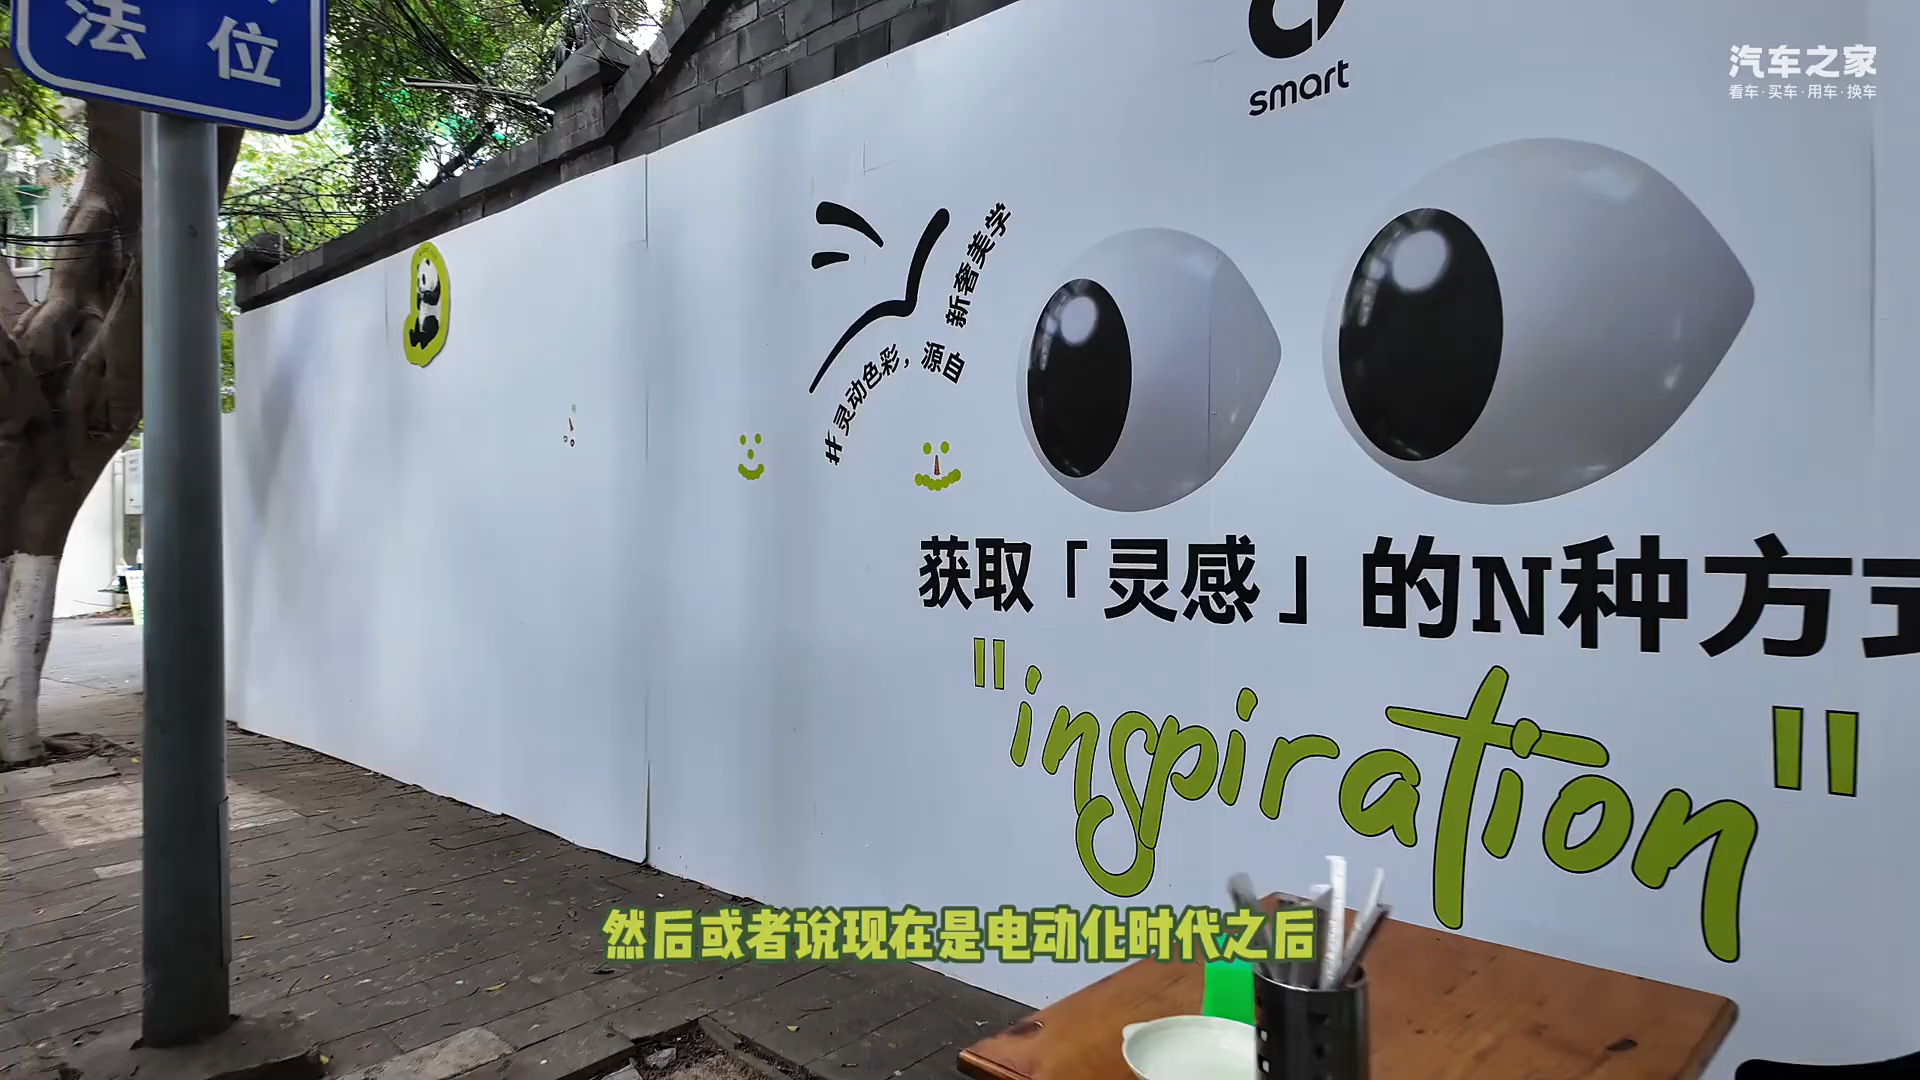 法 位
smart
汽车之家
看车·买车·用车·换车
#灵动色彩，源自 新奢美学
获取「灵感」的N种方式
"inspiration"
然后或者说现在是电动化时代之后